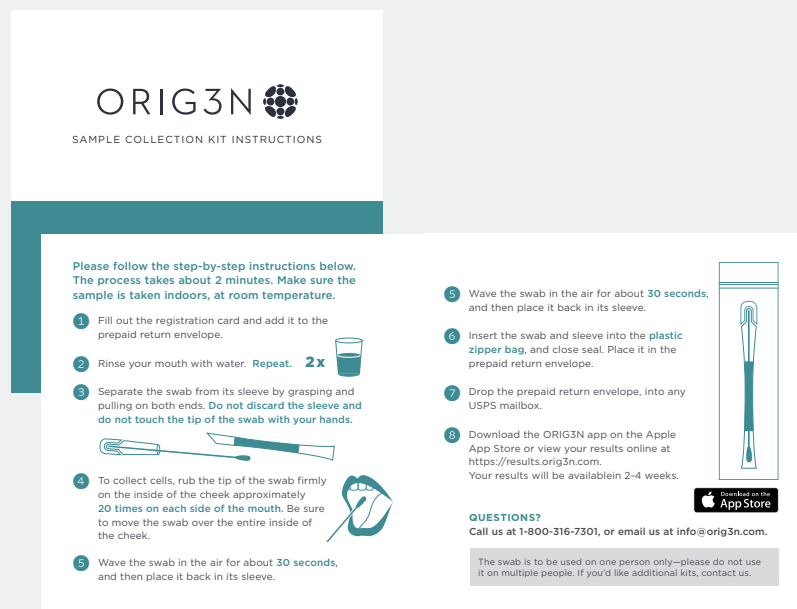 ORIG3N
SAMPLE COLLECTION KIT INSTRUCTIONS
Please follow the step-by-step instructions below.
The process takes about 2 minutes. Make sure the
sample is taken indoors, at room temperature.
1 Fill out the registration card and add it to the
prepaid return envelope.
2 Rinse your mouth with water. Repeat. 2x
3 Separate the swab from its sleeve by grasping and
pulling on both ends. Do not discard the sleeve and
do not touch the tip of the swab with your hands.
4 To collect cells, rub the tip of the swab firmly
on the inside of the cheek approximately
20 times on each side of the mouth. Be sure
to move the swab over the entire inside of
the cheek.
5 Wave the swab in the air for about 30 seconds,
and then place it back in its sleeve.
5 Wave the swab in the air for about 30 seconds,
and then place it back in its sleeve.
6 Insert the swab and sleeve into the plastic
zipper bag, and close seal. Place it in the
prepaid return envelope.
7 Drop the prepaid return envelope, into any
USPS mailbox.
8 Download the ORIG3N app on the Apple
App Store or view your results online at
https://results.orig3n.com.
Your results will be availablein 2-4 weeks.
Download on the
App Store
QUESTIONS?
Call us at 1-800-316-7301, or email us at info@orig3n.com.
The swab is to be used on one person only—please do not use
it on multiple people. If you'd like additional kits, contact us.